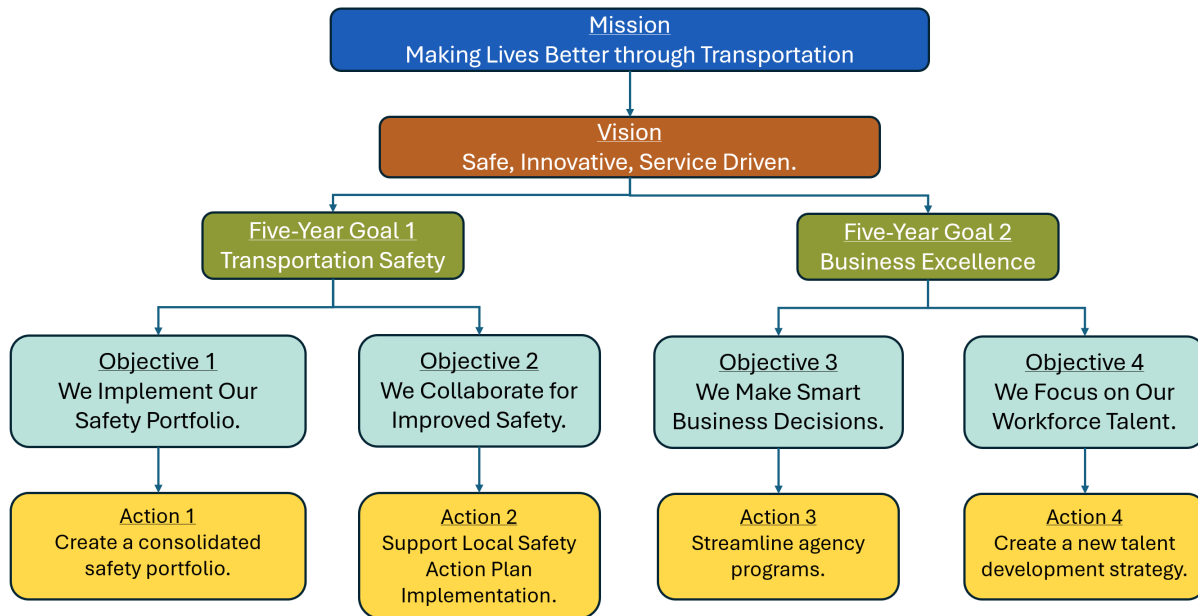 Mission
Making Lives Better through Transportation
Vision
Safe, Innovative, Service Driven.
Five-Year Goal 1
Transportation Safety
Five-Year Goal 2
Business Excellence
Objective 1
We Implement Our
Safety Portfolio.
Objective 2
We Collaborate for
Improved Safety.
Objective 3
We Make Smart
Business Decisions.
Objective 4
We Focus on Our
Workforce Talent.
Action 1
Create a consolidated
safety portfolio.
Action 2
Support Local Safety
Action Plan
Implementation.
Action 3
Streamline agency
programs.
Action 4
Create a new talent
development strategy.